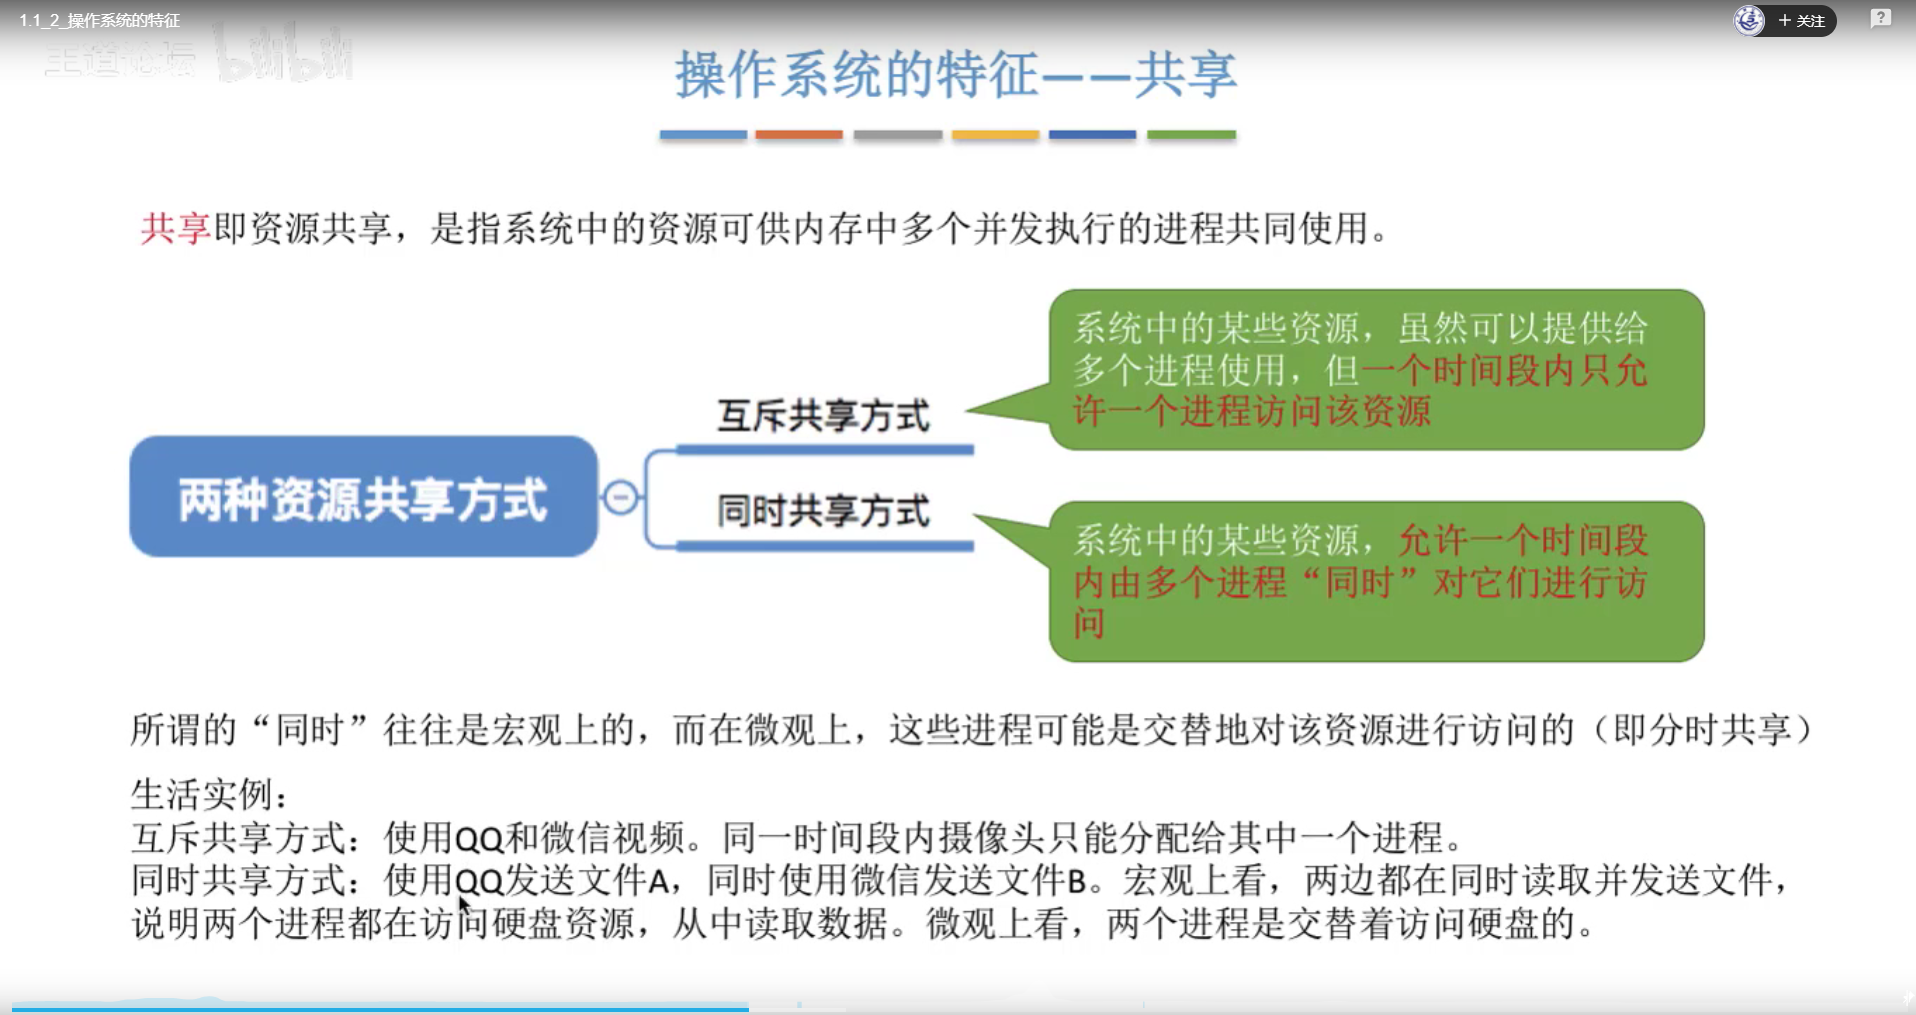 1.1_2_操作系统的特征
关注
王道论坛 bilibili
操作系统的特征——共享
共享即资源共享，是指系统中的资源可供内存中多个并发执行的进程共同使用。
系统中的某些资源，虽然可以提供给
多个进程使用，但一个时间段内只允
许一个进程访问该资源
互斥共享方式
两种资源共享方式
同时共享方式
系统中的某些资源，允许一个时间段
内由多个进程“同时”对它们进行访
问
所谓的“同时”往往是宏观上的，而在微观上，这些进程可能是交替地对该资源进行访问的（即分时共享）
生活实例：
互斥共享方式：使用QQ和微信视频。同一时间段内摄像头只能分配给其中一个进程。
同时共享方式：使用QQ发送文件A，同时使用微信发送文件B。宏观上看，两边都在同时读取并发送文件，
说明两个进程都在访问硬盘资源，从中读取数据。微观上看，两个进程是交替着访问硬盘的。